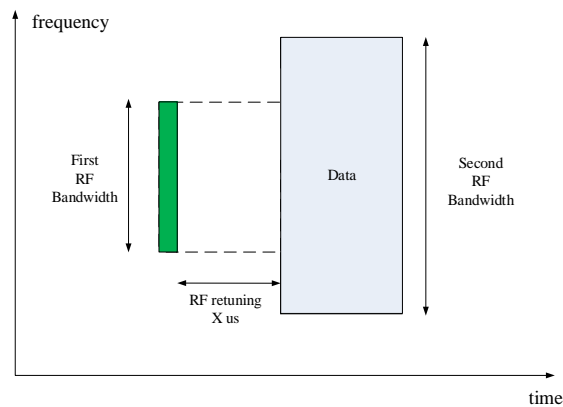 frequency
First
RF
Bandwidth
Data
Second
RF
Bandwidth
RF retuning
X us
time